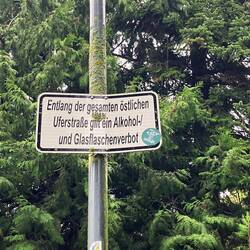 Entlang der gesamten östlichen
Uferstraße gilt ein Alkohol-/
und Glasflaschenverbot